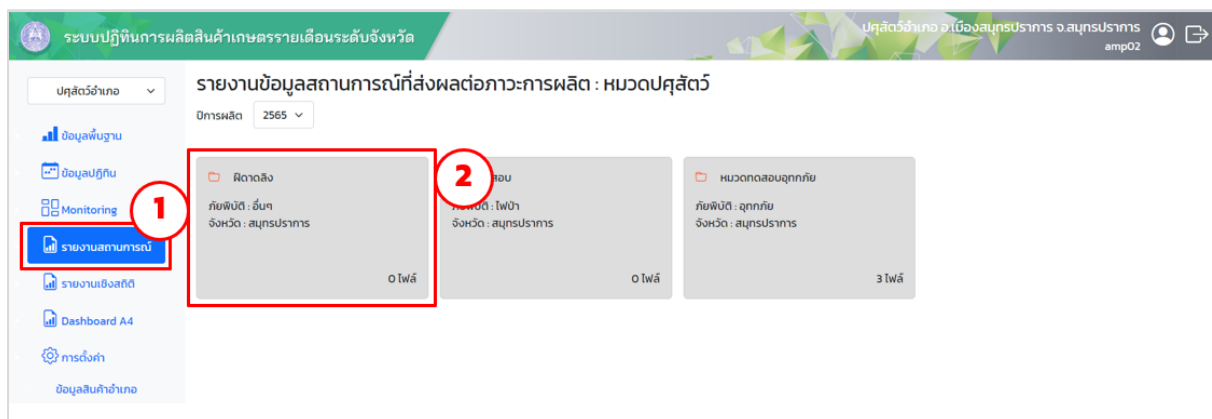 ระบบปฏิทินการผลิตสินค้าเกษตรรายเดือนระดับจังหวัด
ปศุสัตว์อำเภอ อ.เมืองสมุทรปราการ จ.สมุทรปราการ
amp02
ปศุสัตว์อำเภอ
ข้อมูลพื้นฐาน
ข้อมูลปฏิทิน
Monitoring
1
รายงานสถานการณ์
รายงานเชิงสถิติ
Dashboard A4
การตั้งค่า
ข้อมูลสินค้าอำเภอ
รายงานข้อมูลสถานการณ์ที่ส่งผลต่อภาวะการผลิต : หมวดปศุสัตว์
ปีการผลิต 2565
ฝีดาดลิง
ภัยพิบัติ : อื่นๆ
จังหวัด : สมุทรปราการ
0 ไฟล์
2
สอบ
ภัยพิบัติ : ไฟป่า
จังหวัด : สมุทรปราการ
0 ไฟล์
หมวดทดสอบอุทกภัย
ภัยพิบัติ : อุทกภัย
จังหวัด : สมุทรปราการ
3 ไฟล์